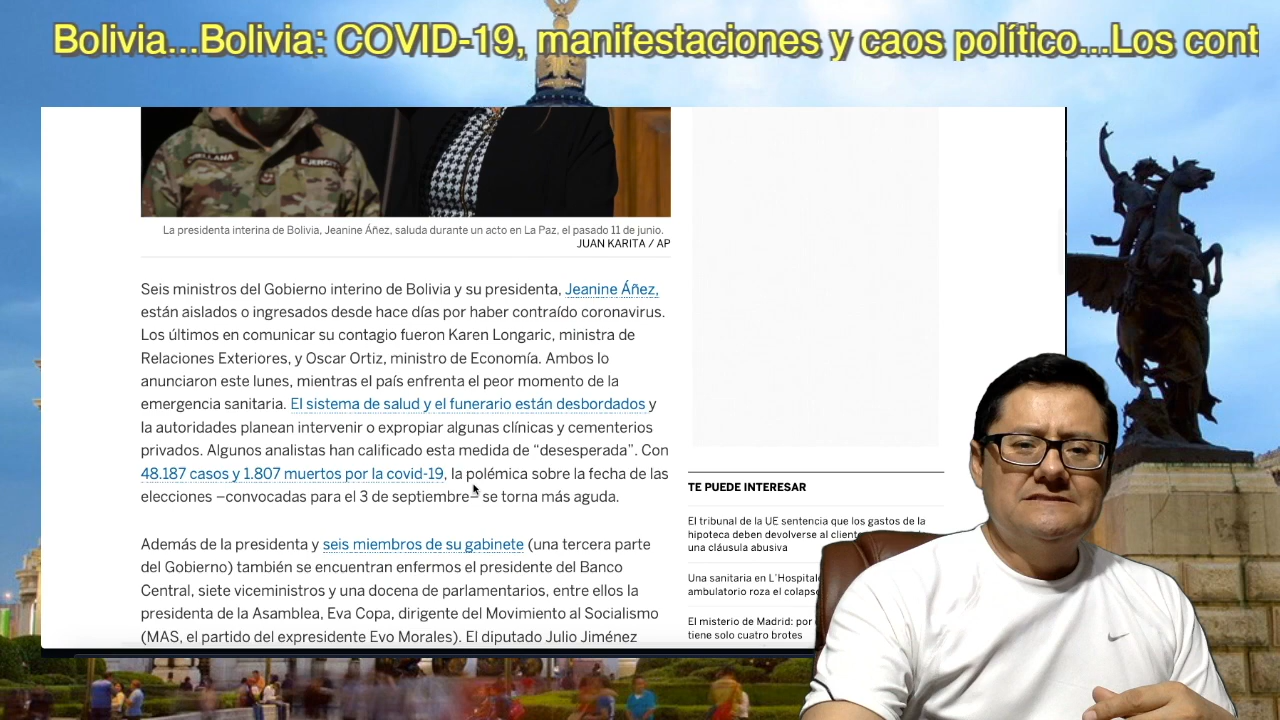 Bolivia...Bolivia: COVID-19, manifestaciones y caos político...Los cont
ORELLANA
La presidenta interina de Bolivia, Jeanine Áñez, saluda durante un acto en La Paz, el pasado 11 de junio.
JUAN KARITA / AP
Seis ministros del Gobierno interino de Bolivia y su presidenta, Jeanine Áñez,
están aislados o ingresados desde hace días por haber contraído coronavirus.
Los últimos en comunicar su contagio fueron Karen Longaric, ministra de
Relaciones Exteriores, y Oscar Ortiz, ministro de Economía. Ambos lo
anunciaron este lunes, mientras el país enfrenta el peor momento de la
emergencia sanitaria. El sistema de salud y el funerario están desbordados y
la autoridades planean intervenir o expropiar algunas clínicas y cementerios
privados. Algunos analistas han calificado esta medida de “desesperada”. Con
48.187 casos y 1.807 muertos por la covid-19, la polémica sobre la fecha de las
elecciones –convocadas para el 3 de septiembre– se torna más aguda.
Además de la presidenta y seis miembros de su gabinete (una tercera parte
del Gobierno) también se encuentran enfermos el presidente del Banco
Central, siete viceministros y una docena de parlamentarios, entre ellos la
presidenta de la Asamblea, Eva Copa, dirigente del Movimiento al Socialismo
(MAS, el partido del expresidente Evo Morales). El diputado Julio Jiménez
TE PUEDE INTERESAR
El tribunal de la UE sentencia que los gastos de la
hipoteca deben devolverse al cliente
una cláusula abusiva
Una sanitaria en L'Hospital
ambulatorio roza el colaps
El misterio de Madrid: por
tiene solo cuatro brotes